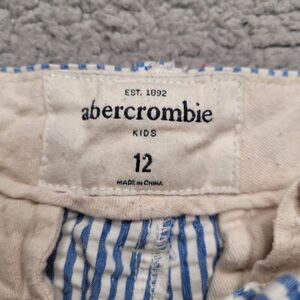 EST. 1892
abercrombie
KIDS
12
MADE IN CHINA